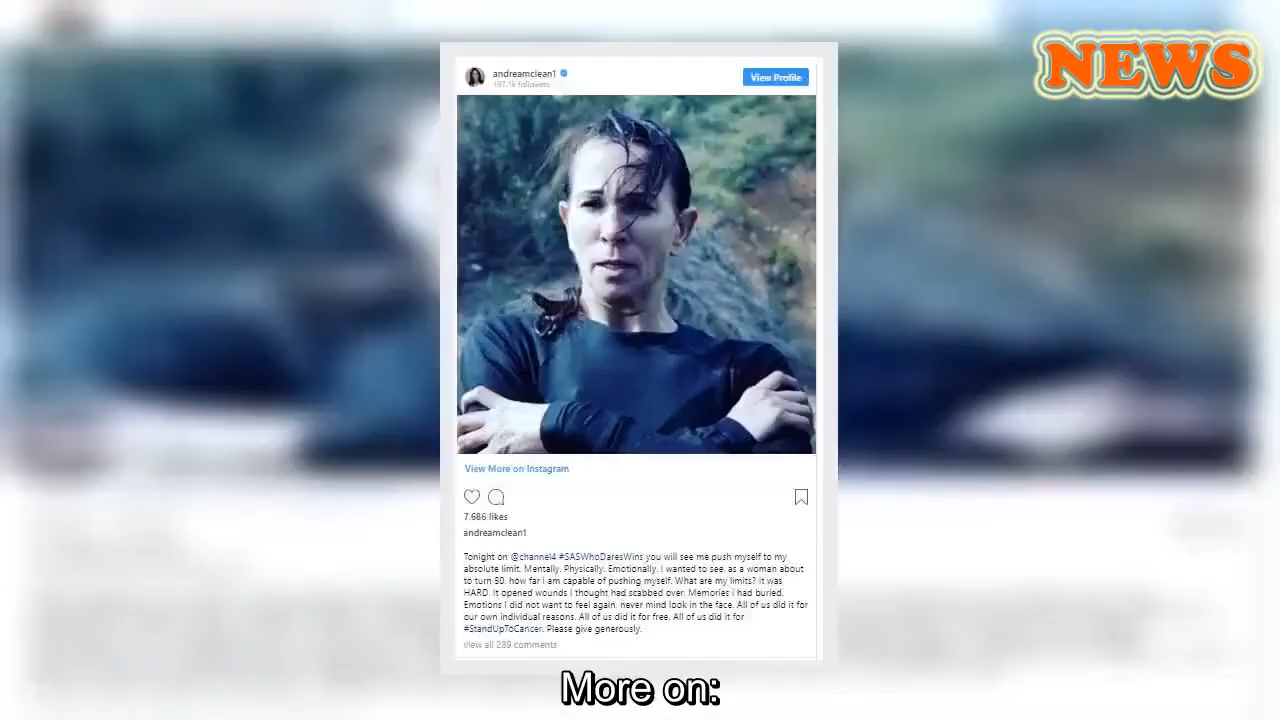 NEWS
andreamclean1
197.1k followers
View Profile
View More on Instagram
7,686 likes
andreamclean1
Tonight on @channel4 #SASWhoDaresWins you will see me push myself to my
absolute limit. Mentally. Physically. Emotionally. I wanted to see, as a woman about
to turn 50, how far I am capable of pushing myself. What are my limits? It was
HARD. It opened wounds I thought had scabbed over. Memories i had buried.
Emotions I did not want to feel again, never mind look in the face. All of us did it for
our own individual reasons. All of us did it for free. All of us did it for
#StandUpToCancer. Please give generously.
view all 289 comments
More on: